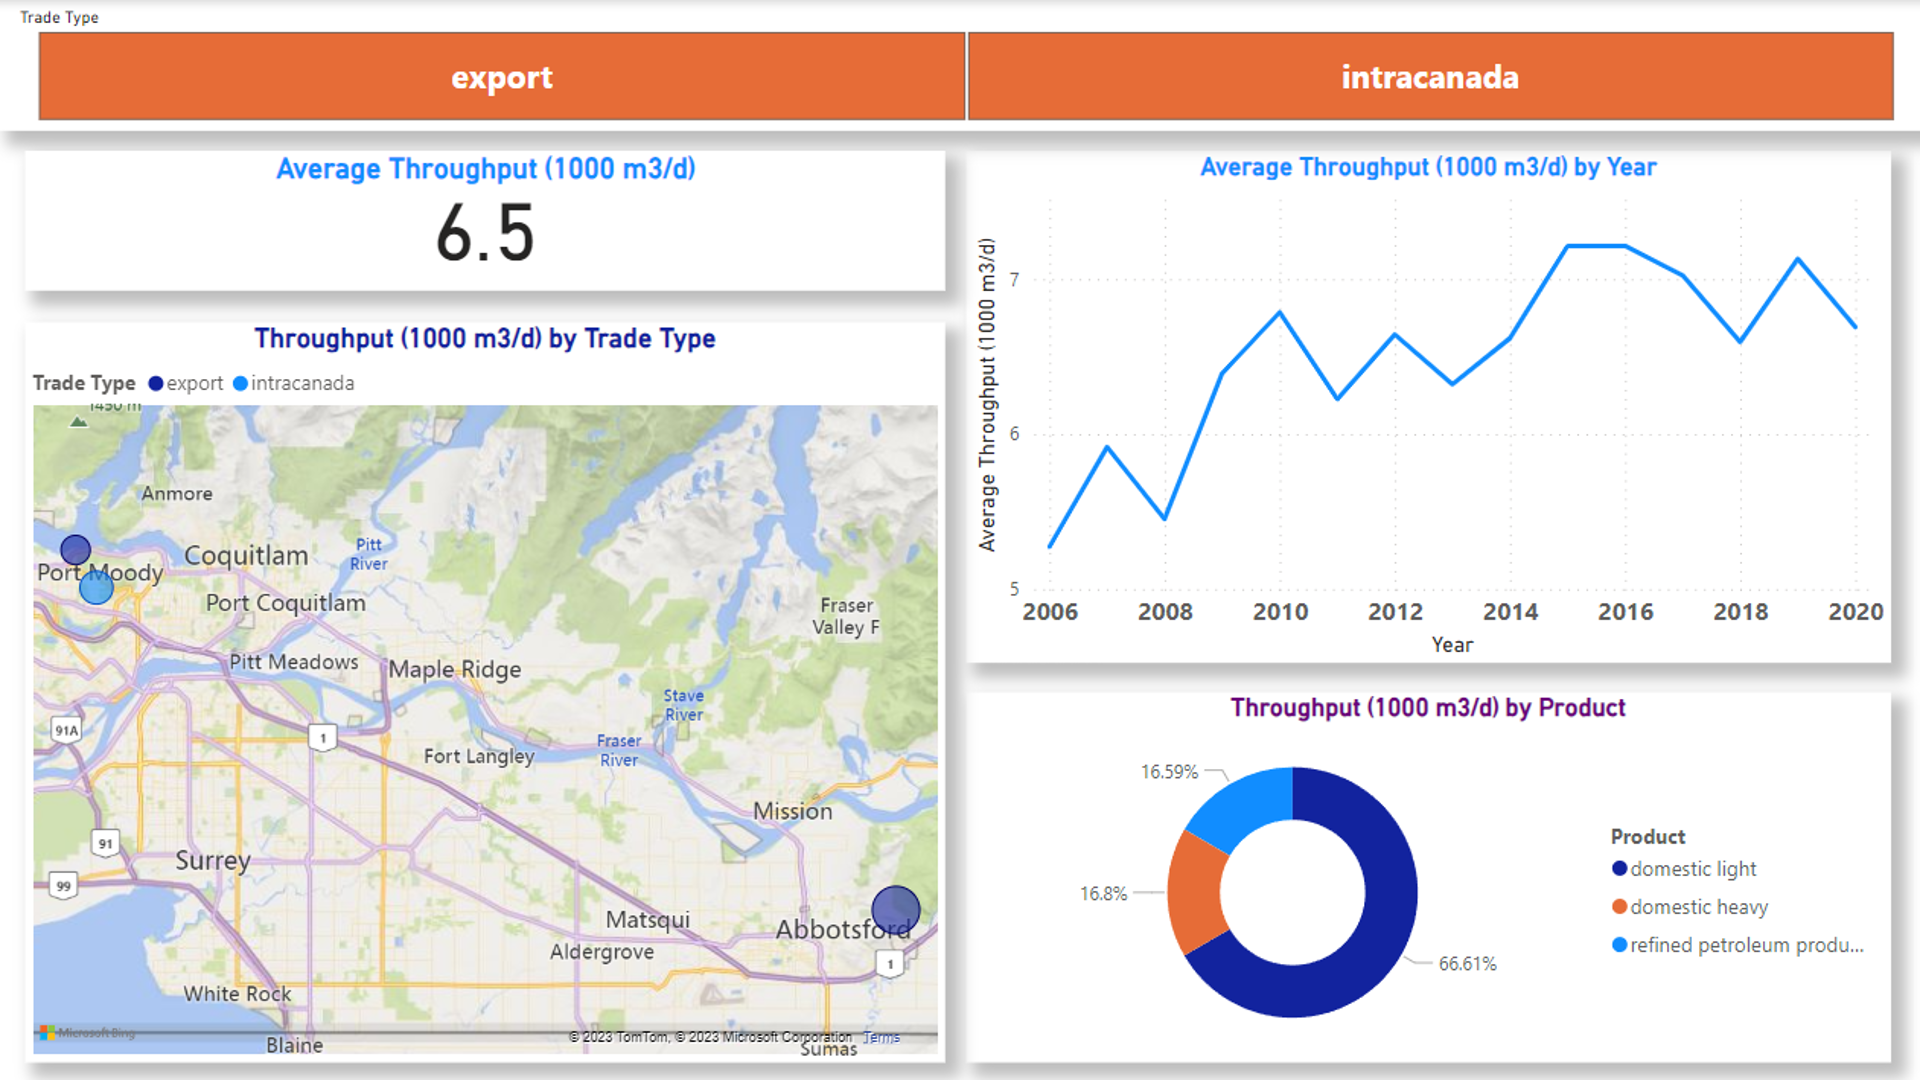 Trade Type
export
intracanada
Average Throughput (1000 m3/d)
6.5
Throughput (1000 m3/d) by Trade Type
Trade Type export intracanada
1450 m
Anmore
Coquitlam
Pitt
River
Port Moody
Port Coquitlam
Fraser
Valley F
Pitt Meadows
Maple Ridge
Stave
River
91A
1
Fort Langley
Fraser
River
Mission
91
Surrey
99
Matsqui
Abbotsford
Aldergrove
1
White Rock
Microsoft Bing
© 2023 TomTom, © 2023 Microsoft Corporation Terms
Blaine
Sumas
Average Throughput (1000 m3/d) by Year
Average Throughput (1000 m3/d)
7
6
5
2006 2008 2010 2012 2014 2016 2018 2020
Year
Throughput (1000 m3/d) by Product
16.59%
16.8%
66.61%
Product
domestic light
domestic heavy
refined petroleum produ...